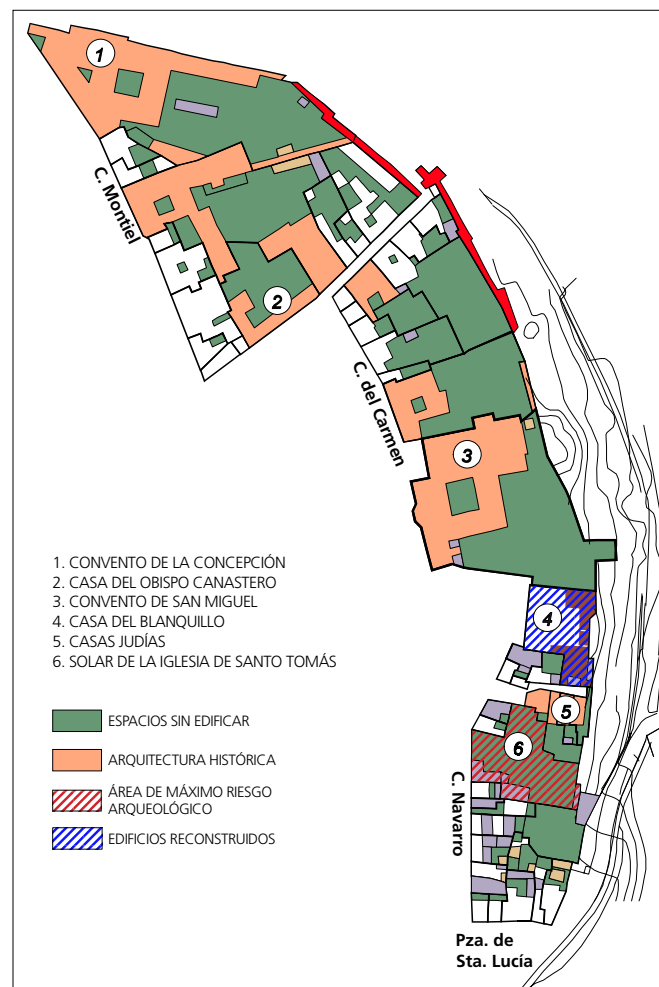 1
C. Montiel
2
C. del Carmen
3
1. CONVENTO DE LA CONCEPCIÓN
2. CASA DEL OBISPO CANASTERO
3. CONVENTO DE SAN MIGUEL
4. CASA DEL BLANQUILLO
5. CASAS JUDÍAS
6. SOLAR DE LA IGLESIA DE SANTO TOMÁS
4
5
6
ESPACIOS SIN EDIFICAR
ARQUITECTURA HISTÓRICA
ÁREA DE MÁXIMO RIESGO
ARQUEOLÓGICO
EDIFICIOS RECONSTRUIDOS
C. Navarro
Pza. de
Sta. Lucía